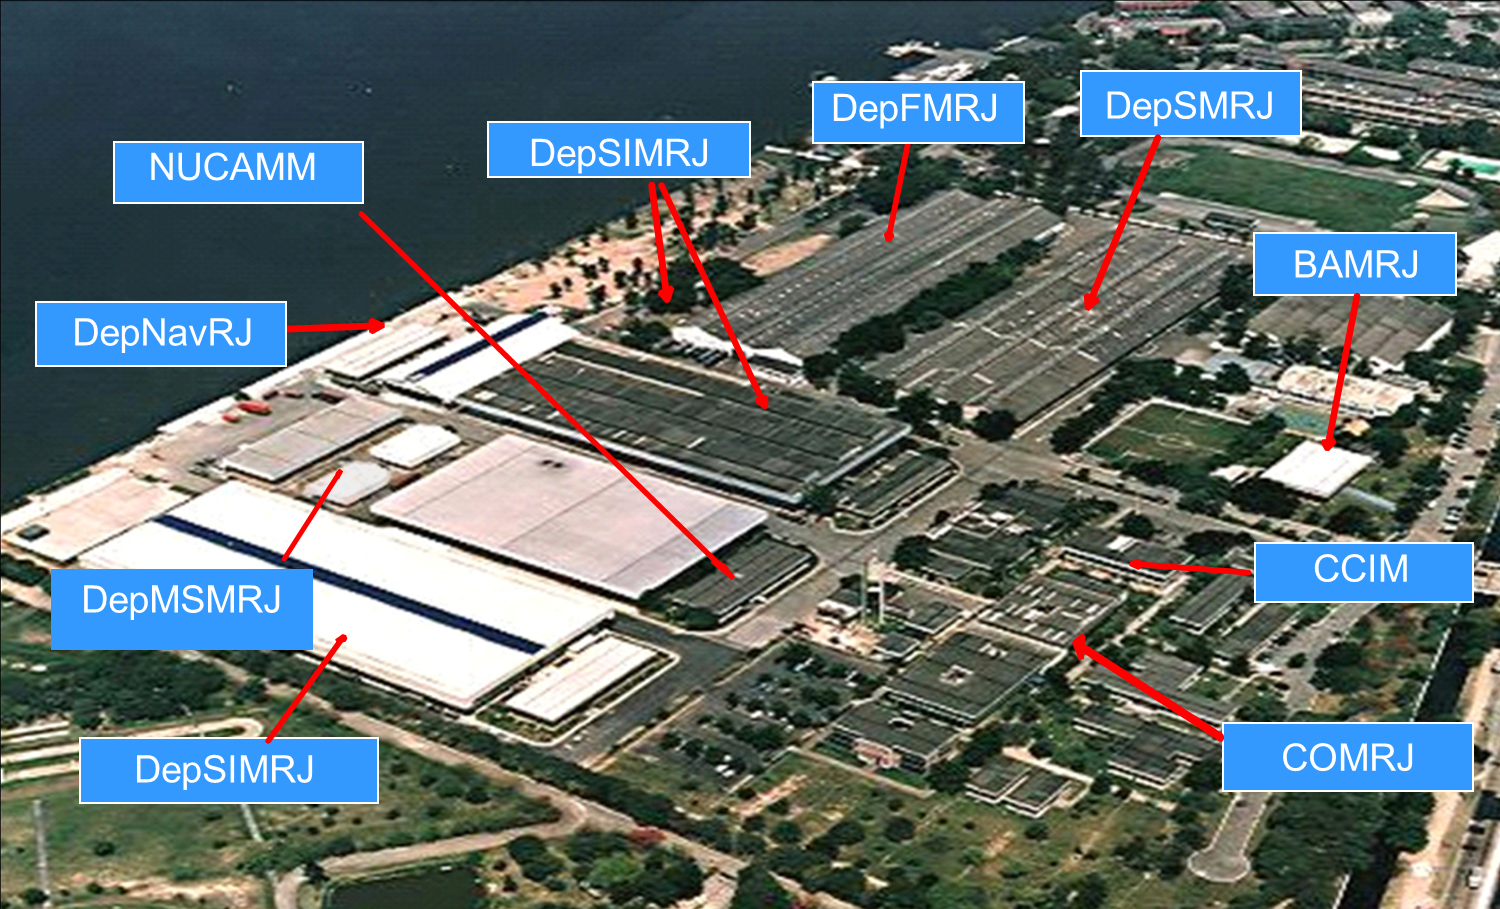 DepSMRJ
DepFMRJ
DepSIMRJ
NUCAMM
BAMRJ
DepNavRJ
CCIM
DepMSMRJ
COMRJ
DepSIMRJ